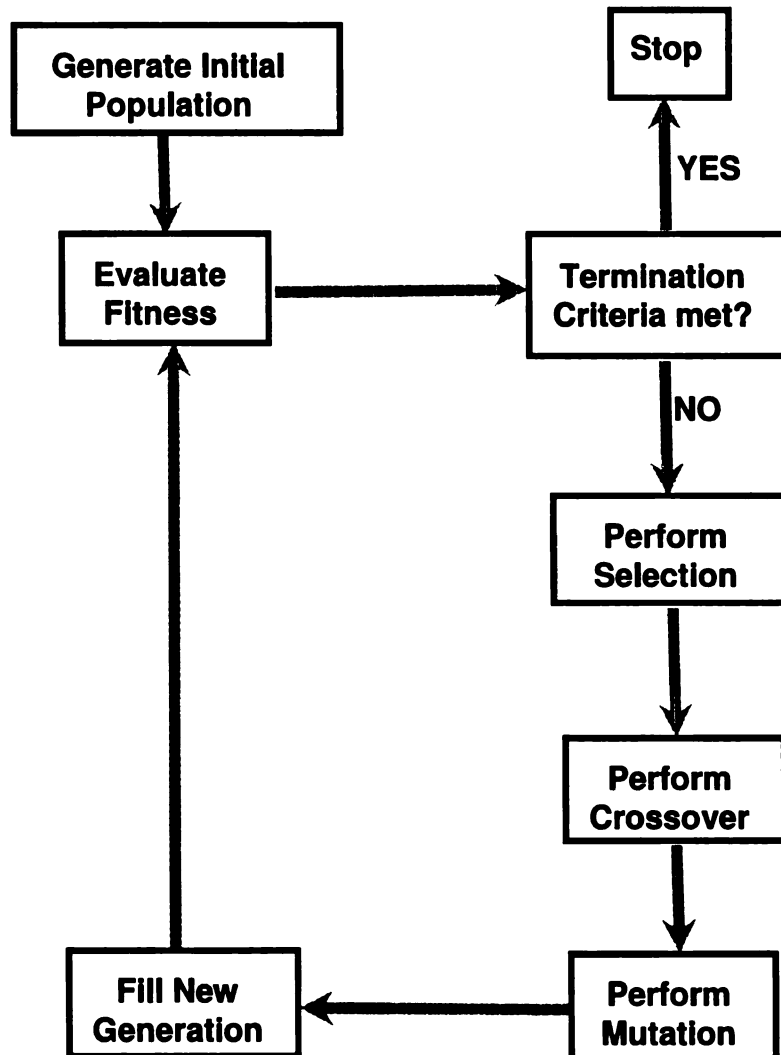 Generate Initial
Population
Stop
YES
Evaluate
Fitness
Termination
Criteria met?
NO
Perform
Selection
Perform
Crossover
Fill New
Generation
Perform
Mutation